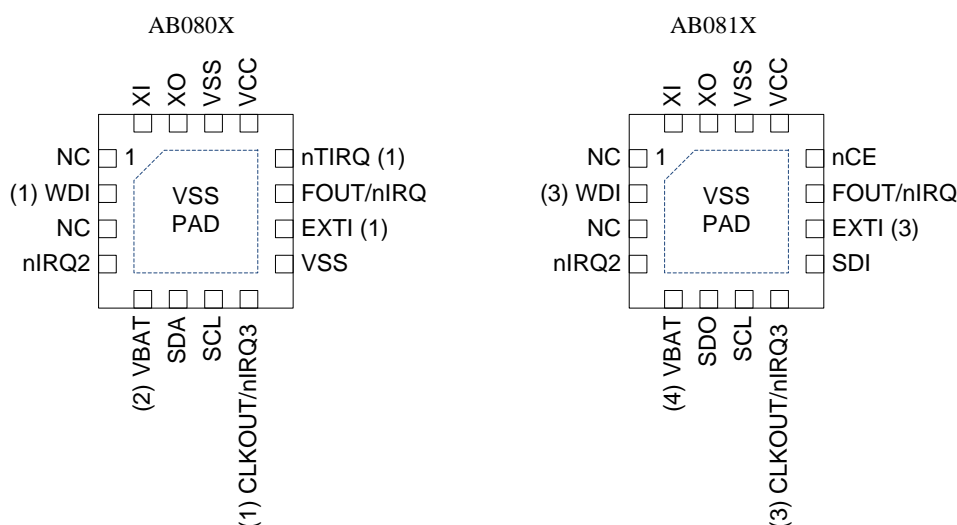 AB080X
XI
XO
VSS
VCC
NC
1
(1) WDI
NC
nIRQ2
VSS
PAD
nTIRQ (1)
FOUT/nIRQ
EXTI (1)
VSS
(2) VBAT
SDA
SCL
(1) CLKOUT/nIRQ3
AB081X
XI
XO
VSS
VCC
NC
1
(3) WDI
NC
nIRQ2
VSS
PAD
nCE
FOUT/nIRQ
EXTI (3)
SDI
(4) VBAT
SDO
SCL
(3) CLKOUT/nIRQ3